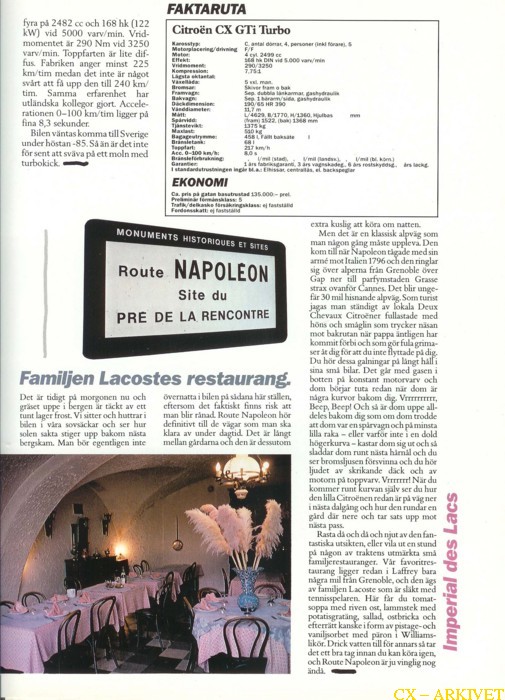 fyra på 2482 cc och 168 hk (122
kW) vid 5000 varv/min. Vrid-
momentet är 290 Nm vid 3250
varv/min. Toppfarten är lite dif-
fus. Fabriken anger minst 225
km/tim medan det inte är något
svårt att få upp den till 240 km/
tim. Samma erfarenhet har
utländska kollegor gjort. Accele-
rationen 0–100 km/tim ligger på
fina 8,3 sekunder.
Bilen väntas komma till Sverige
under hösten -85. Så än är det inte
för sent att sväva på ett moln med
turbokick.
FAKTARUTA
Citroën CX GTi Turbo
Karosstyp: C, antal dörrar, 4, personer (inkl förare), 5
Motorplacering/drivning F/F
Motor: 4 cyl. 2499 cc
Effekt: 168 hk DIN vid 5.000 varv/min
Vridmoment: 290/3250
Kompression: 7,75:1
Lägsta oktantal:
Växellåda: 5 vxl. man.
Bromsar: Skivor fram o bak
Framvagn: Sep. dubbla länkarmar, gashydraulik
Bakvagn: Sep. 1 bärarm/sida, gashydraulik
Däckdimension: 190/65 HR 390
Vänddiameter: 11,7 m
Mått: L/4629, B/1770, H/1360, Hjulbas mm
Spårvidd: (fram) 1522, (bak) 1368 mm
Tjänstevikt: 1375 kg
Maxlast: 510 kg
Bagageutrymme: 458 l, Fällt baksäte l
Bränsletank: 68 l
Toppfart: 217 km/h
Acc. 0–100 km/h: 8,0 s
Bränsleförbrukning: l/mil (stad), . l/mil (landsv.), . l/mil (bl. körn.)
Garantier: 1 års fabriksgaranti, 3 års vagnskadeg., 6 års rostskyddsg., års lackg.
I standardutrustningen ingår bl.a.: Elhissar, centrallås, el. backspeglar
EKONOMI
Ca. pris på gatan basutrustad 135.000:– prel.
Preliminär förmånsklass: 5
Trafik/delkasko försäkringsklass: ej fastställd
Fordonsskatt: ej fastställd
MONUMENTS HISTORIQUES ET SITES
Route NAPOLÉON
Site du
PRE DE LA RENCONTRE
Familjen Lacostes restaurang.
Det är tidigt på morgonen nu och
gräset uppe i bergen är täckt av ett
tunt lager frost. Vi sitter och huttrar i
bilen i våra sovsäckar och ser hur
solen sakta stiger upp bakom nästa
bergskam. Man bör egentligen inte
övernatta i bilen på sådana här ställen,
eftersom det faktiskt finns risk att
man blir rånad. Route Napoleon hör
definitivt till de vägar som man ska
klara av under dagtid. Det är långt
mellan gårdarna och den är dessutom
extra kuslig att köra om natten.
Men det är en klassisk alpväg som
man någon gång måste uppleva. Den
kom till när Napoleon tågade med sin
armé mot Italien 1796 och den ringlar
sig över alperna från Grenoble över
Gap ner till parfymstaden Grasse
strax ovanför Cannes. Det blir unge-
fär 30 mil hisnande alpväg. Som turist
jagas man ständigt av lokala Deux
Chevaux Citroëner fullastade med
höns och småglin som trycker näsan
mot bakrutan när pappa äntligen har
kommit förbi och som gör fula grima-
ser åt dig för att du inte flyttade på dig.
Du hör dessa galningar på långt håll i
sina små bilar. Det går med gasen i
botten på konstant motorvarv och
dom börjar tuta redan när dom är
några kurvor bakom dig. Vrrrrrrrr,
Beep, Beep! Och så är dom uppe all-
deles bakom dig som om dom trodde
att dom var en spårvagn och på minsta
lilla raka – eller varför inte i en dold
högerkurva – kastar dom sig ut och så
sladdar dom runt nästa hårnål och du
ser bromsljusen försvinna och du hör
ljudet av skrikande däck och av
motorn på toppvarv. Vrrrrrrr! När du
kommer runt kurvan själv ser du hur
den lilla Citroënen redan är på väg ner
i nästa dalgång och hur den rundar en
gård där nere och tar sats upp mot
nästa pass.
Rasta då och då och njut av den fan-
tastiska utsikten, eller vila ut en stund
på någon av traktens utmärkta små
familjerestauranger. Vår favoritres-
taurang ligger redan i Laffrey bara
några mil från Grenoble, och den ägs
av familjen Lacoste som är släkt med
tennisspelaren. Här får du tomat-
soppa med riven ost, lammstek med
potatisgratäng, sallad, ostbricka och
efterrätt kanske i form av potage- och
vaniljsorbet med päron i Williams-
likör. Drick vatten till för annars så tar
det ett bra tag innan du kan köra igen,
och Route Napoleon är ju vinglig nog
ändå.
Imperial des Lacs
CX – ARKIVET